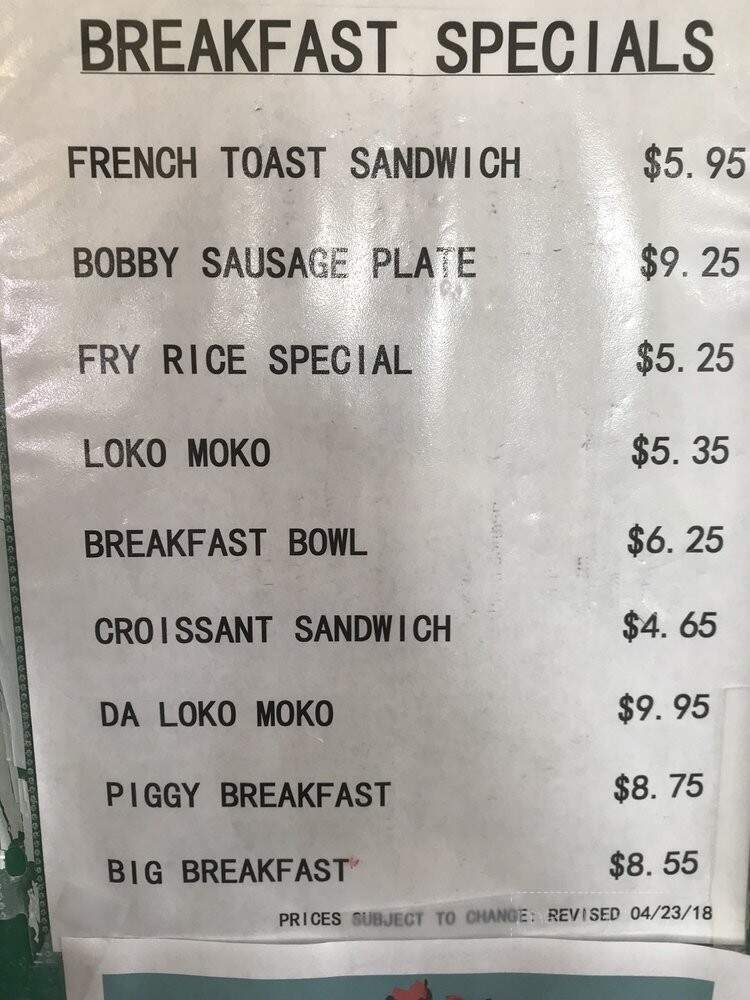 BREAKFAST SPECIALS
FRENCH TOAST SANDWICH $5.95
BOBBY SAUSAGE PLATE $9.25
FRY RICE SPECIAL $5.25
LOKO MOKO $5.35
BREAKFAST BOWL $6.25
CROISSANT SANDWICH $4.65
DA LOKO MOKO $9.95
PIGGY BREAKFAST $8.75
BIG BREAKFAST $8.55
PRICES SUBJECT TO CHANGE: REVISED 04/23/18